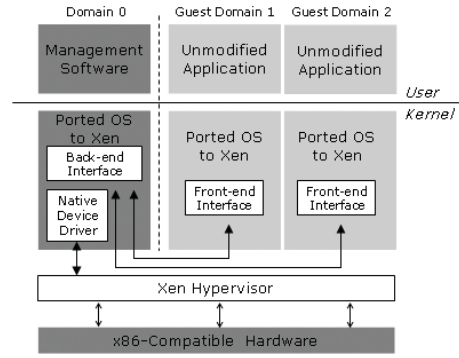 Domain 0
Guest Domain 1
Guest Domain 2
Management
Software
Unmodified
Application
Unmodified
Application
User
Kernel
Ported OS
to Xen
Back-end
Interface
Native
Device
Driver
Ported OS
to Xen
Front-end
Interface
Ported OS
to Xen
Front-end
Interface
Xen Hypervisor
x86-Compatible Hardware